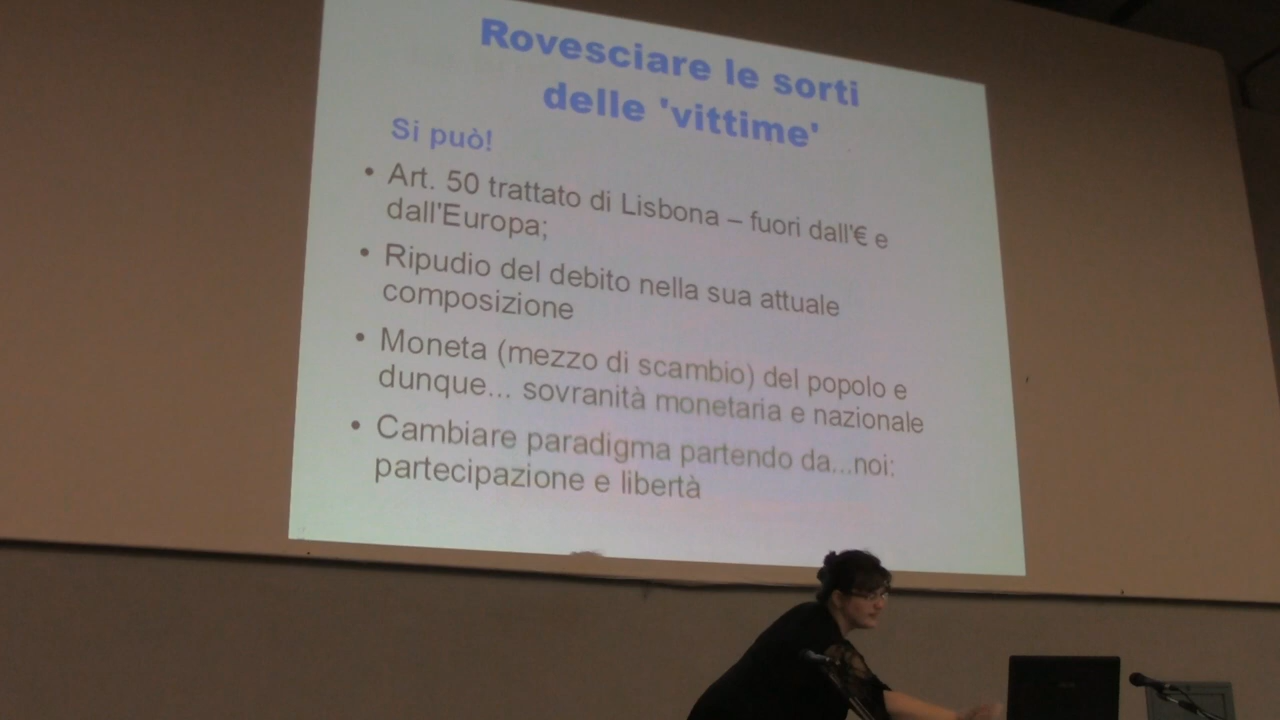 Rovesciare le sorti
delle 'vittime'
Si può!
• Art. 50 trattato di Lisbona – fuori dall'€ e
dall'Europa;
• Ripudio del debito nella sua attuale
composizione
• Moneta (mezzo di scambio) del popolo e
dunque... sovranità monetaria e nazionale
• Cambiare paradigma partendo da...noi:
partecipazione e libertà